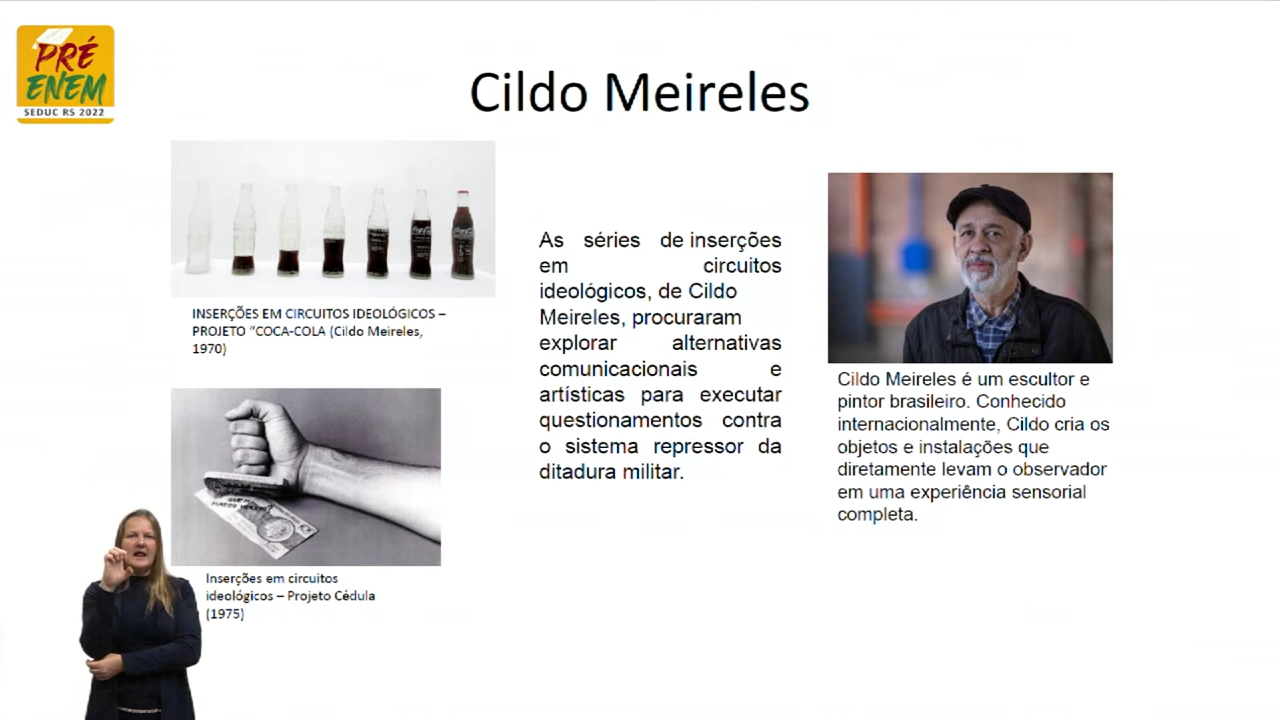 PRÉ
ENEM
SEDUC RS 2022
Cildo Meireles
INSERÇÕES EM CIRCUITOS IDEOLÓGICOS –
PROJETO "COCA-COLA (Cildo Meireles,
1970)
Inserções em circuitos
ideológicos – Projeto Cédula
(1975)
As séries de inserções
em circuitos
ideológicos, de Cildo
Meireles, procuraram
explorar alternativas
comunicacionais e
artísticas para executar
questionamentos contra
o sistema repressor da
ditadura militar.
Cildo Meireles é um escultor e
pintor brasileiro. Conhecido
internacionalmente, Cildo cria os
objetos e instalações que
diretamente levam o observador
em uma experiência sensorial
completa.